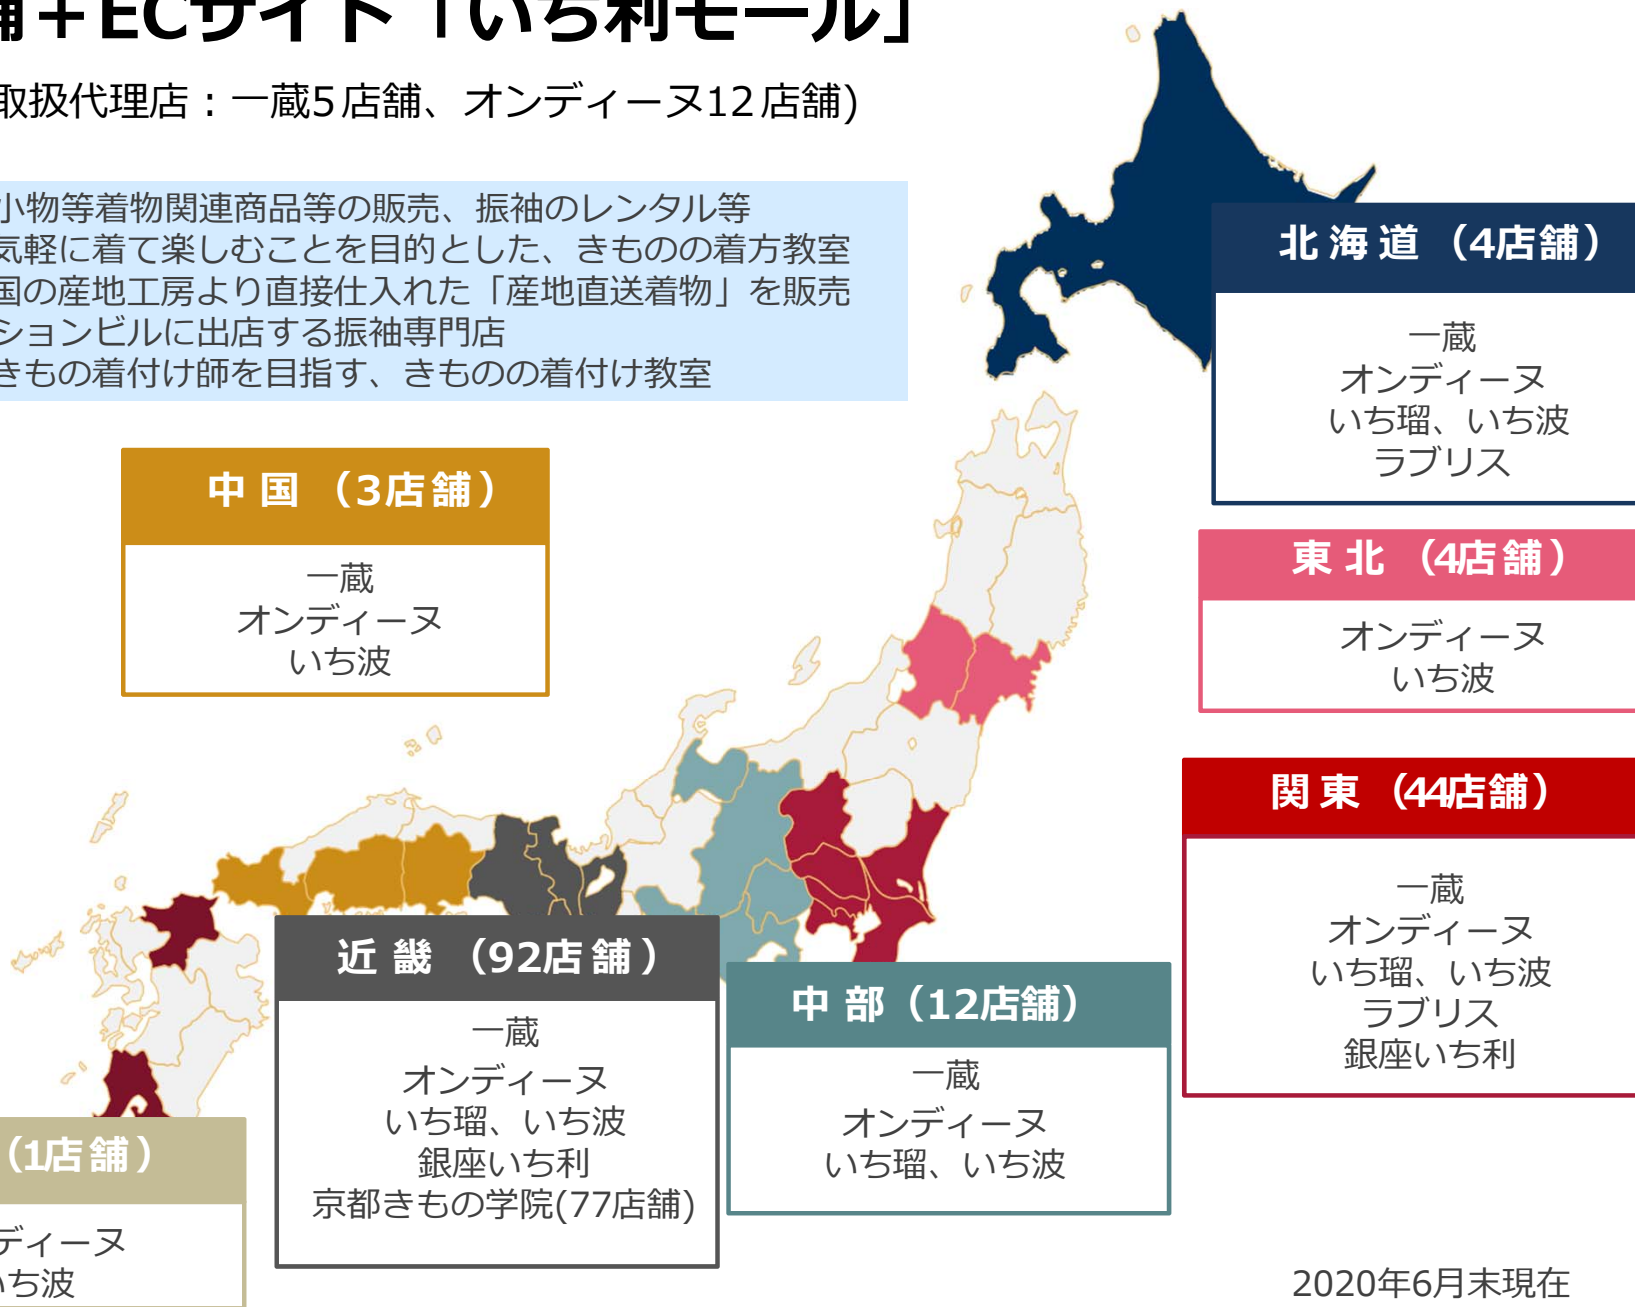 舗+ECサイト「いち利モール」
取扱代理店：一蔵5店舗、オンディーヌ12店舗)
小物等着物関連商品等の販売、振袖のレンタル等
気軽に着て楽しむことを目的とした、きものの着方教室
国の産地工房より直接仕入れた「産地直送着物」を販売
ションビルに出店する振袖専門店
きもの着付け師を目指す、きものの着付け教室
北海道（4店舗）
一蔵
オンディーヌ
いち瑠、いち波
ラブリス
中国（3店舗）
一蔵
オンディーヌ
いち波
東北（4店舗）
オンディーヌ
いち波
関東（44店舗）
一蔵
オンディーヌ
いち瑠、いち波
ラブリス
銀座いち利
近畿（92店舗）
一蔵
オンディーヌ
いち瑠、いち波
銀座いち利
京都きもの学院(77店舗)
中部（12店舗）
一蔵
オンディーヌ
いち瑠、いち波
（1店舗）
ディーヌ
ち波
2020年6月末現在